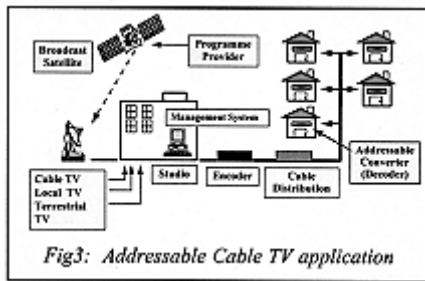 Broadcast
Satellite
Programme
Provider
Management System
Cable TV
Local TV
Terrestrial
TV
Studio
Encoder
Cable
Distribution
Addressable
Converter
(Decoder)
Fig3: Addressable Cable TV application